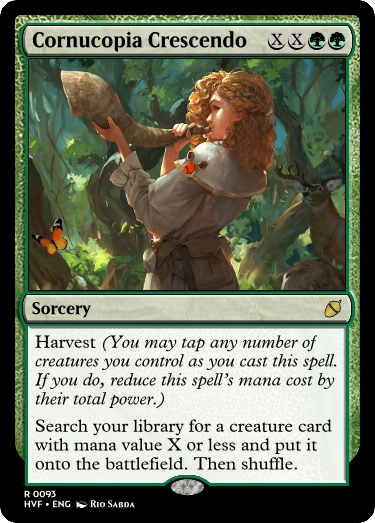 Cornucopia Crescendo X X
Sorcery
Harvest (You may tap any number of
creatures you control as you cast this spell.
If you do, reduce this spell's mana cost by
their total power.)
Search your library for a creature card
with mana value X or less and put it
onto the battlefield. Then shuffle.
R 0093
HVF • ENG Rio Sabda